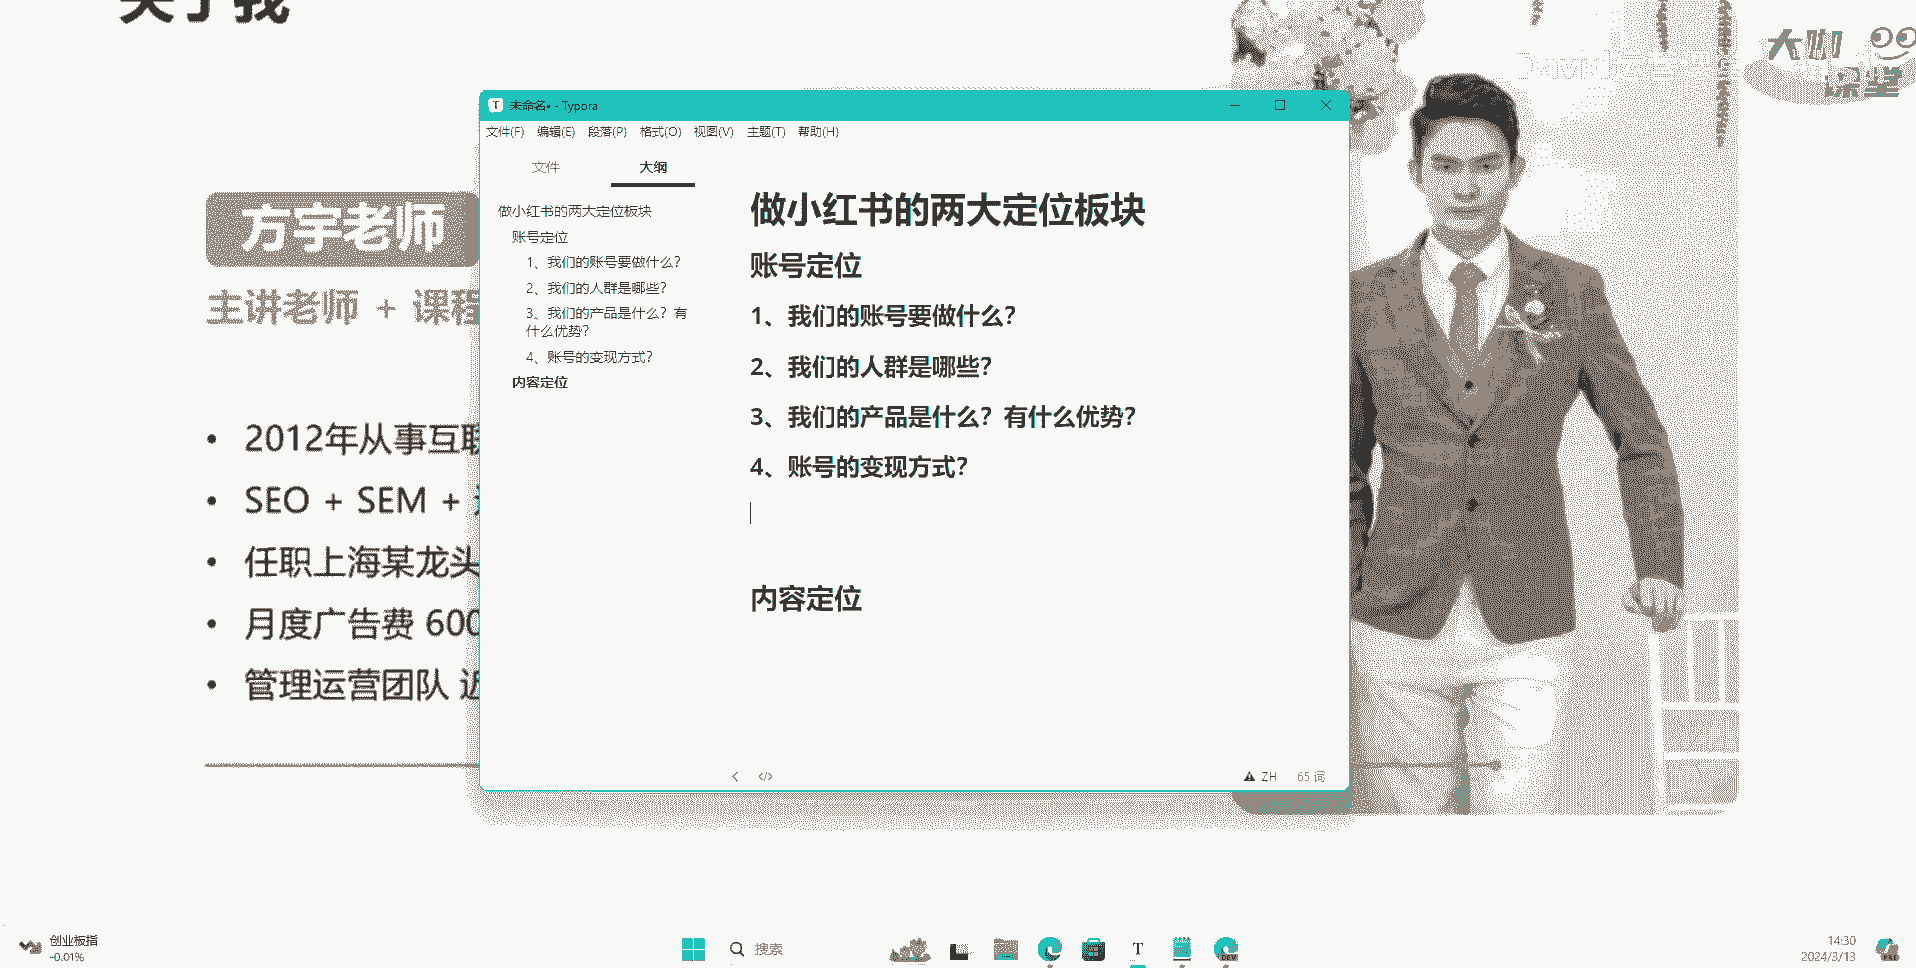 关于我
大咖
课堂
方宇老师
主讲老师 + 课程
2012年从事互联
SEO + SEM +
任职上海某龙头
月度广告费 600
管理运营团队 近
未命名• - Typora
文件(F) 编辑(E) 段落(P) 格式(O) 视图(V) 主题(T) 帮助(H)
文件 大纲
做小红书的两大定位板块
账号定位
1、我们的账号要做什么？
2、我们的人群是哪些？
3、我们的产品是什么？有
什么优势？
4、账号的变现方式？
内容定位
做小红书的两大定位板块
账号定位
1、我们的账号要做什么？
2、我们的人群是哪些？
3、我们的产品是什么？有什么优势？
4、账号的变现方式？
内容定位
ZH 65 词
创业板指
-0.01%
搜索
T
DEV
14:30
2024/3/13
PRE